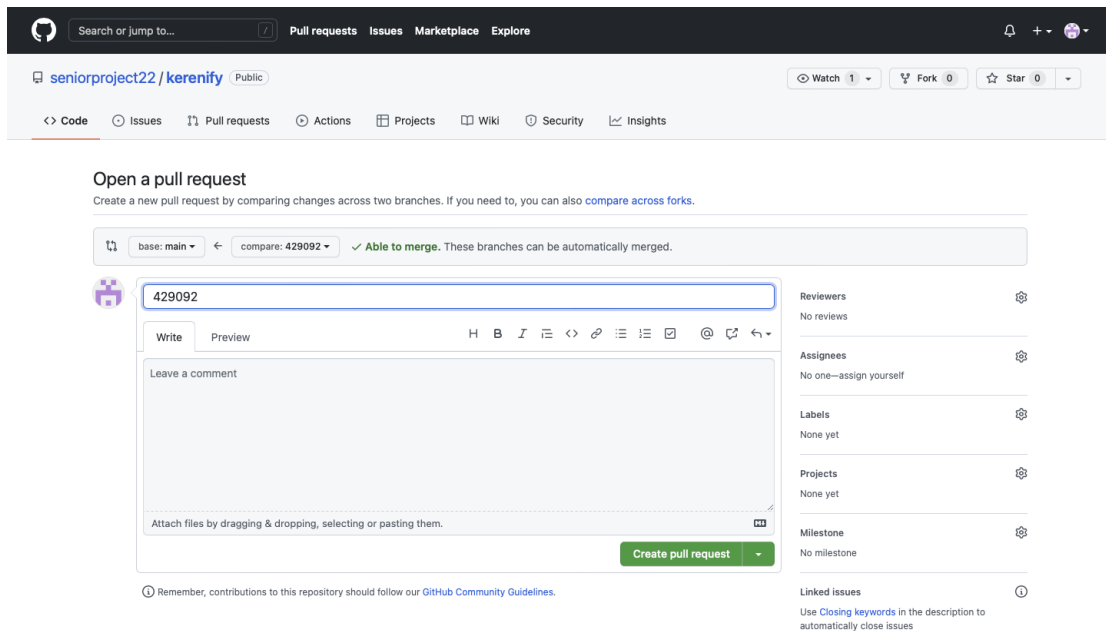 Search or jump to... / Pull requests Issues Marketplace Explore
seniorproject22 / kerenify Public Watch 1 Fork 0 Star 0
<> Code Issues Pull requests Actions Projects Wiki Security Insights
Open a pull request
Create a new pull request by comparing changes across two branches. If you need to, you can also compare across forks.
base: main ← compare: 429092 ✓ Able to merge. These branches can be automatically merged.
429092
Write Preview H B I <> @
Leave a comment
Attach files by dragging & dropping, selecting or pasting them.
Create pull request
Remember, contributions to this repository should follow our GitHub Community Guidelines.
Reviewers
No reviews
Assignees
No one—assign yourself
Labels
None yet
Projects
None yet
Milestone
No milestone
Linked issues
Use Closing keywords in the description to
automatically close issues